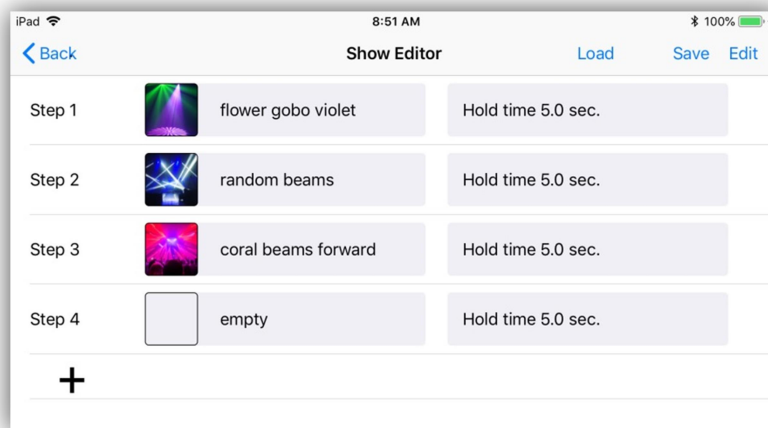 iPad 8:51 AM 100%
Back Show Editor Load Save Edit
Step 1 flower gobo violet Hold time 5.0 sec.
Step 2 random beams Hold time 5.0 sec.
Step 3 coral beams forward Hold time 5.0 sec.
Step 4 empty Hold time 5.0 sec.
+